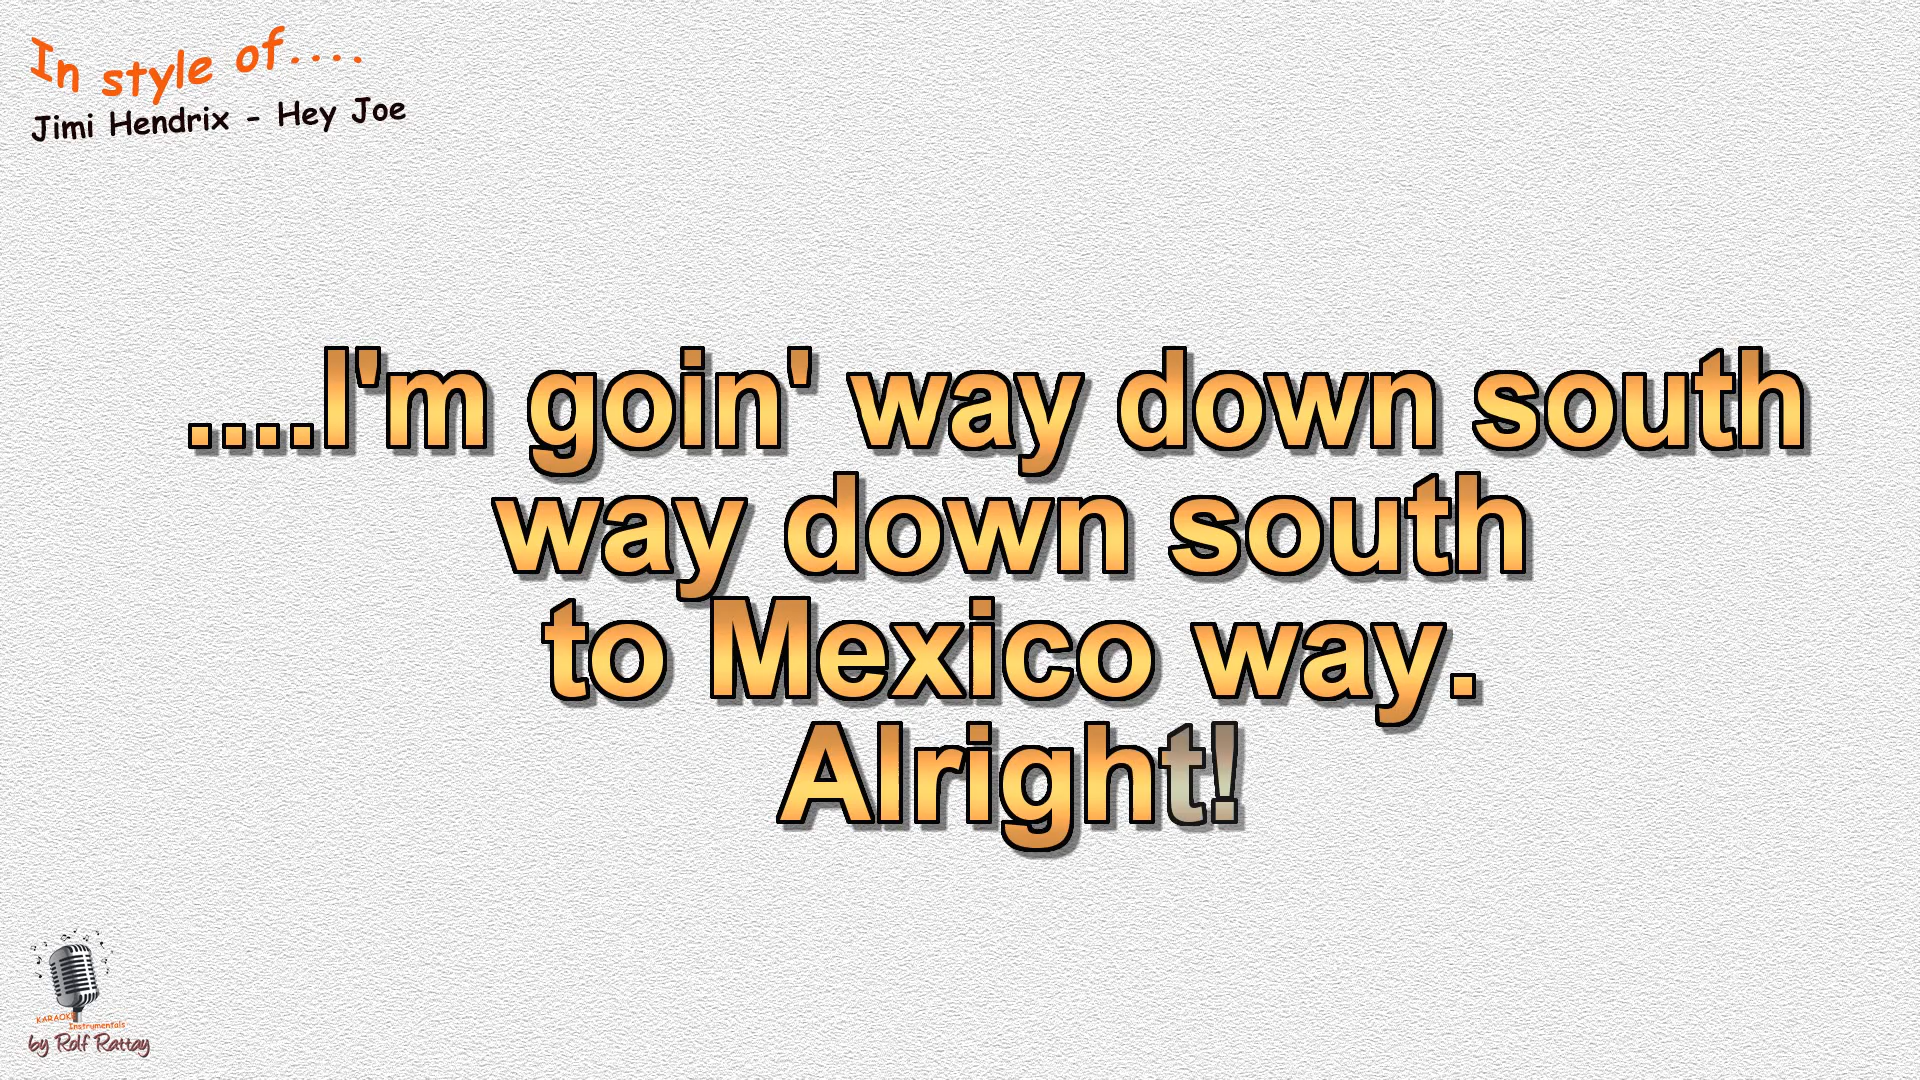 In style of....
Jimi Hendrix - Hey Joe
....I'm goin' way down south
way down south
to Mexico way.
Alright!
KARAOKE
Instrumentals
by Rolf Rattay